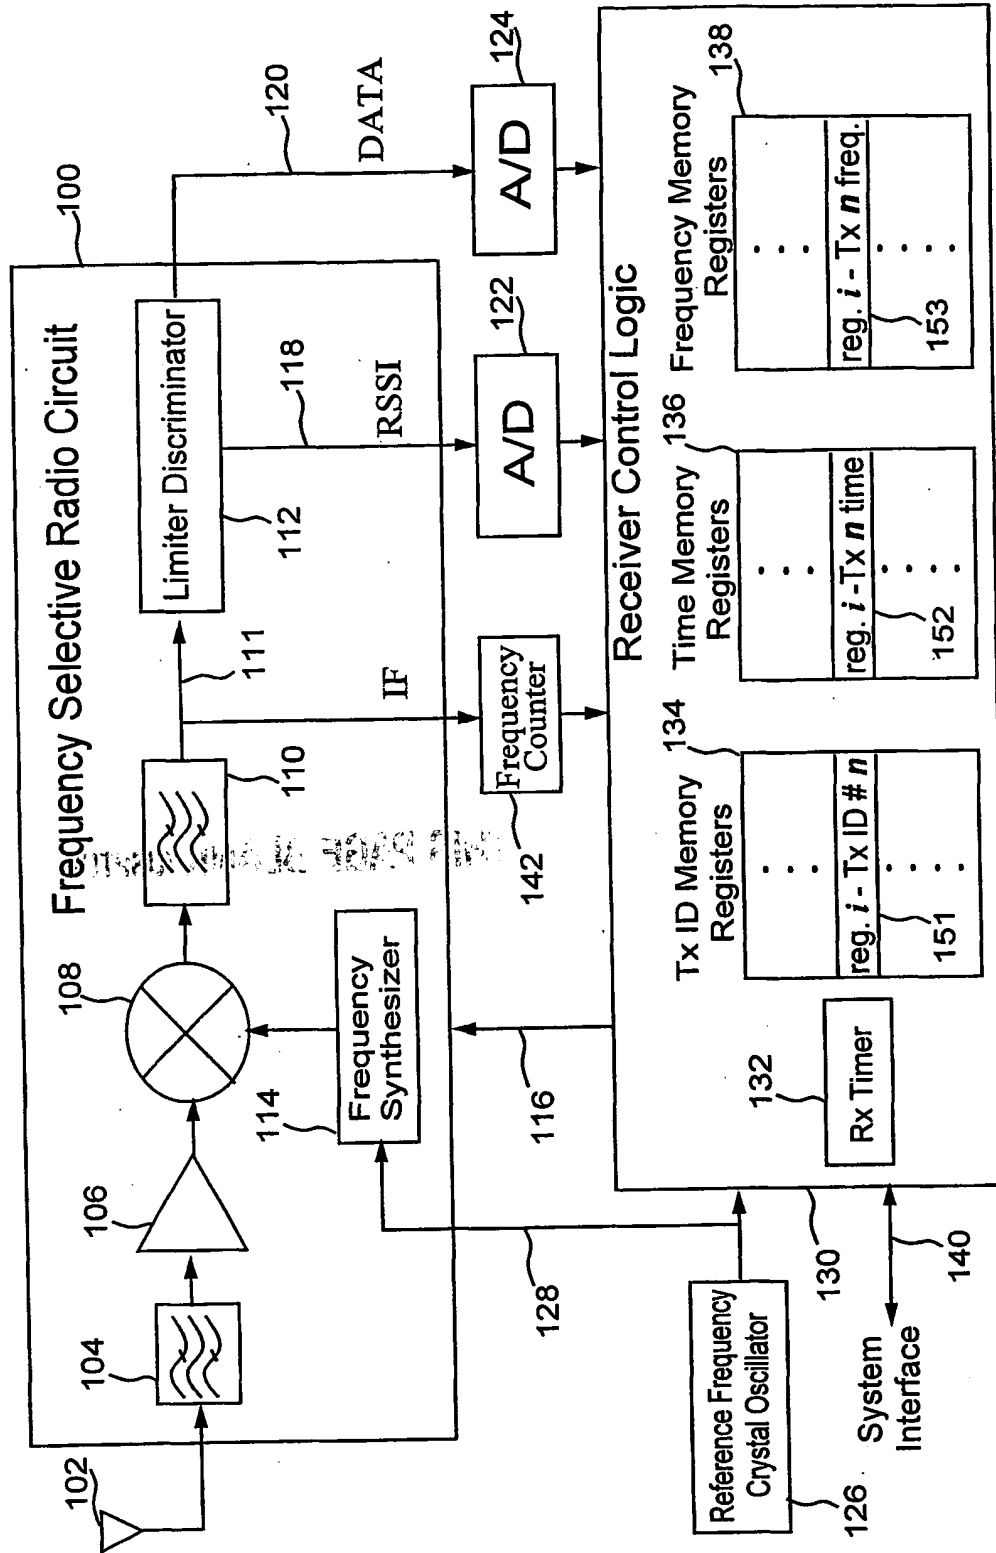 102
104
106
108
Frequency Selective Radio Circuit
100
110
111
Limiter Discriminator
112
114
Frequency
Synthesizer
IF
118
RSSI
120
DATA
128
116
142
Frequency
Counter
A/D
122
A/D
124
Reference Frequency
Crystal Oscillator
126
130
System
Interface
140
Receiver Control Logic
132
Rx Timer
Tx ID Memory
Registers
134
reg. i - Tx ID # n
151
Time Memory
Registers
136
reg. i -Tx n time
152
Frequency Memory
Registers
138
reg. i - Tx n freq.
153